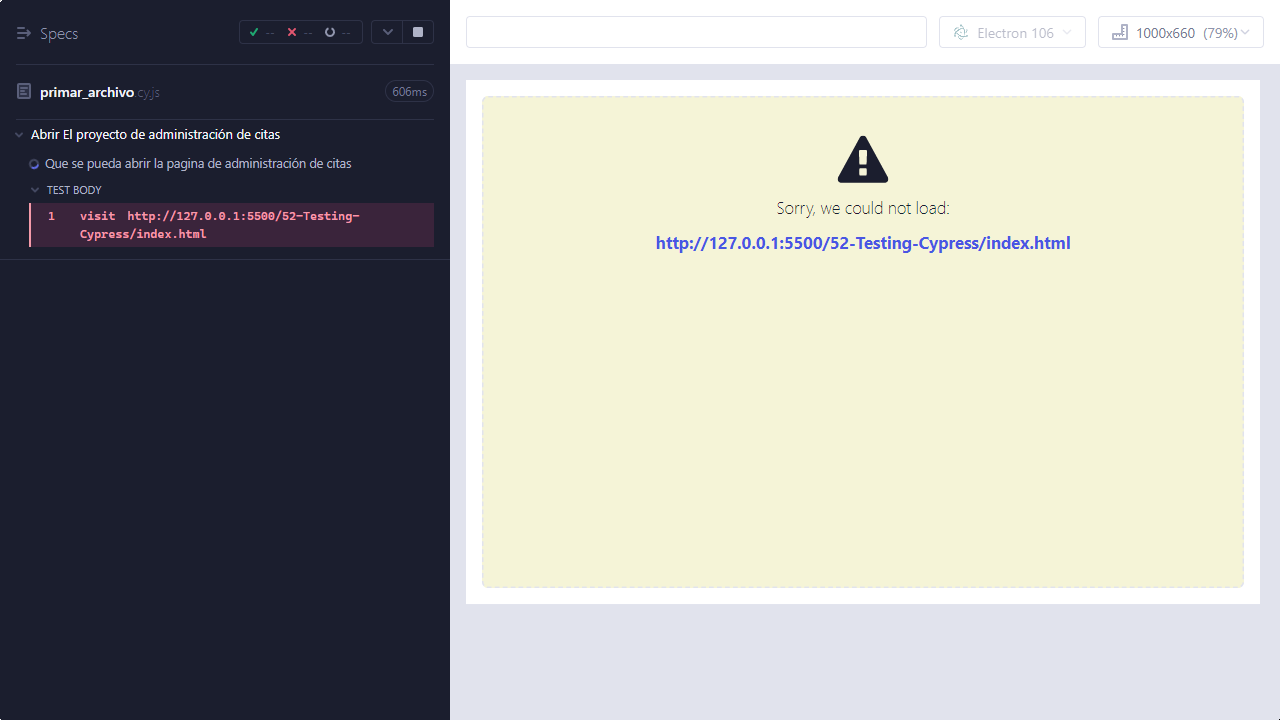 Specs
-- -- --
primar_archivo.cy.js
606ms
Abrir El proyecto de administración de citas
Que se pueda abrir la pagina de administración de citas
TEST BODY
1 visit http://127.0.0.1:5500/52-Testing-
Cypress/index.html
Electron 106
1000x660 (79%)
Sorry, we could not load:
http://127.0.0.1:5500/52-Testing-Cypress/index.html